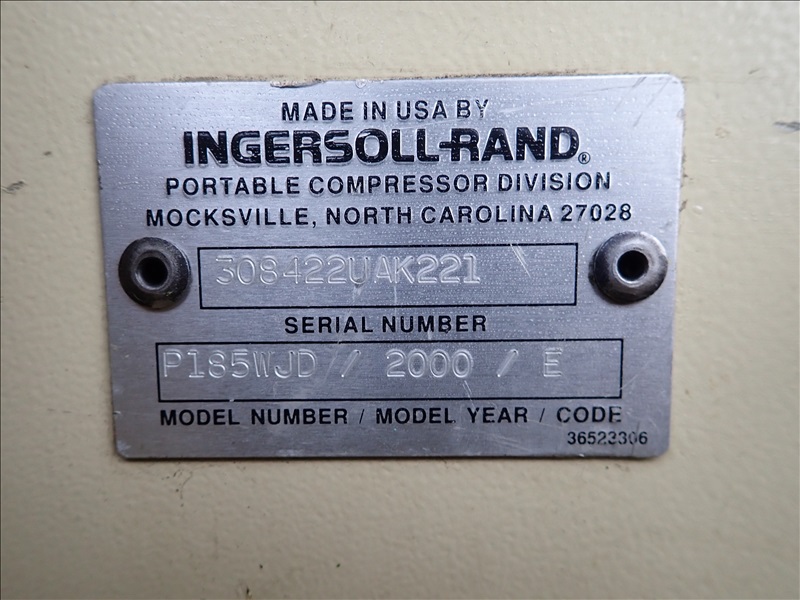 MADE IN USA BY
INGERSOLL-RAND®
PORTABLE COMPRESSOR DIVISION
MOCKSVILLE, NORTH CAROLINA 27028
308422UAK221
SERIAL NUMBER
P185WJD / 2000 / E
MODEL NUMBER / MODEL YEAR / CODE
36523306